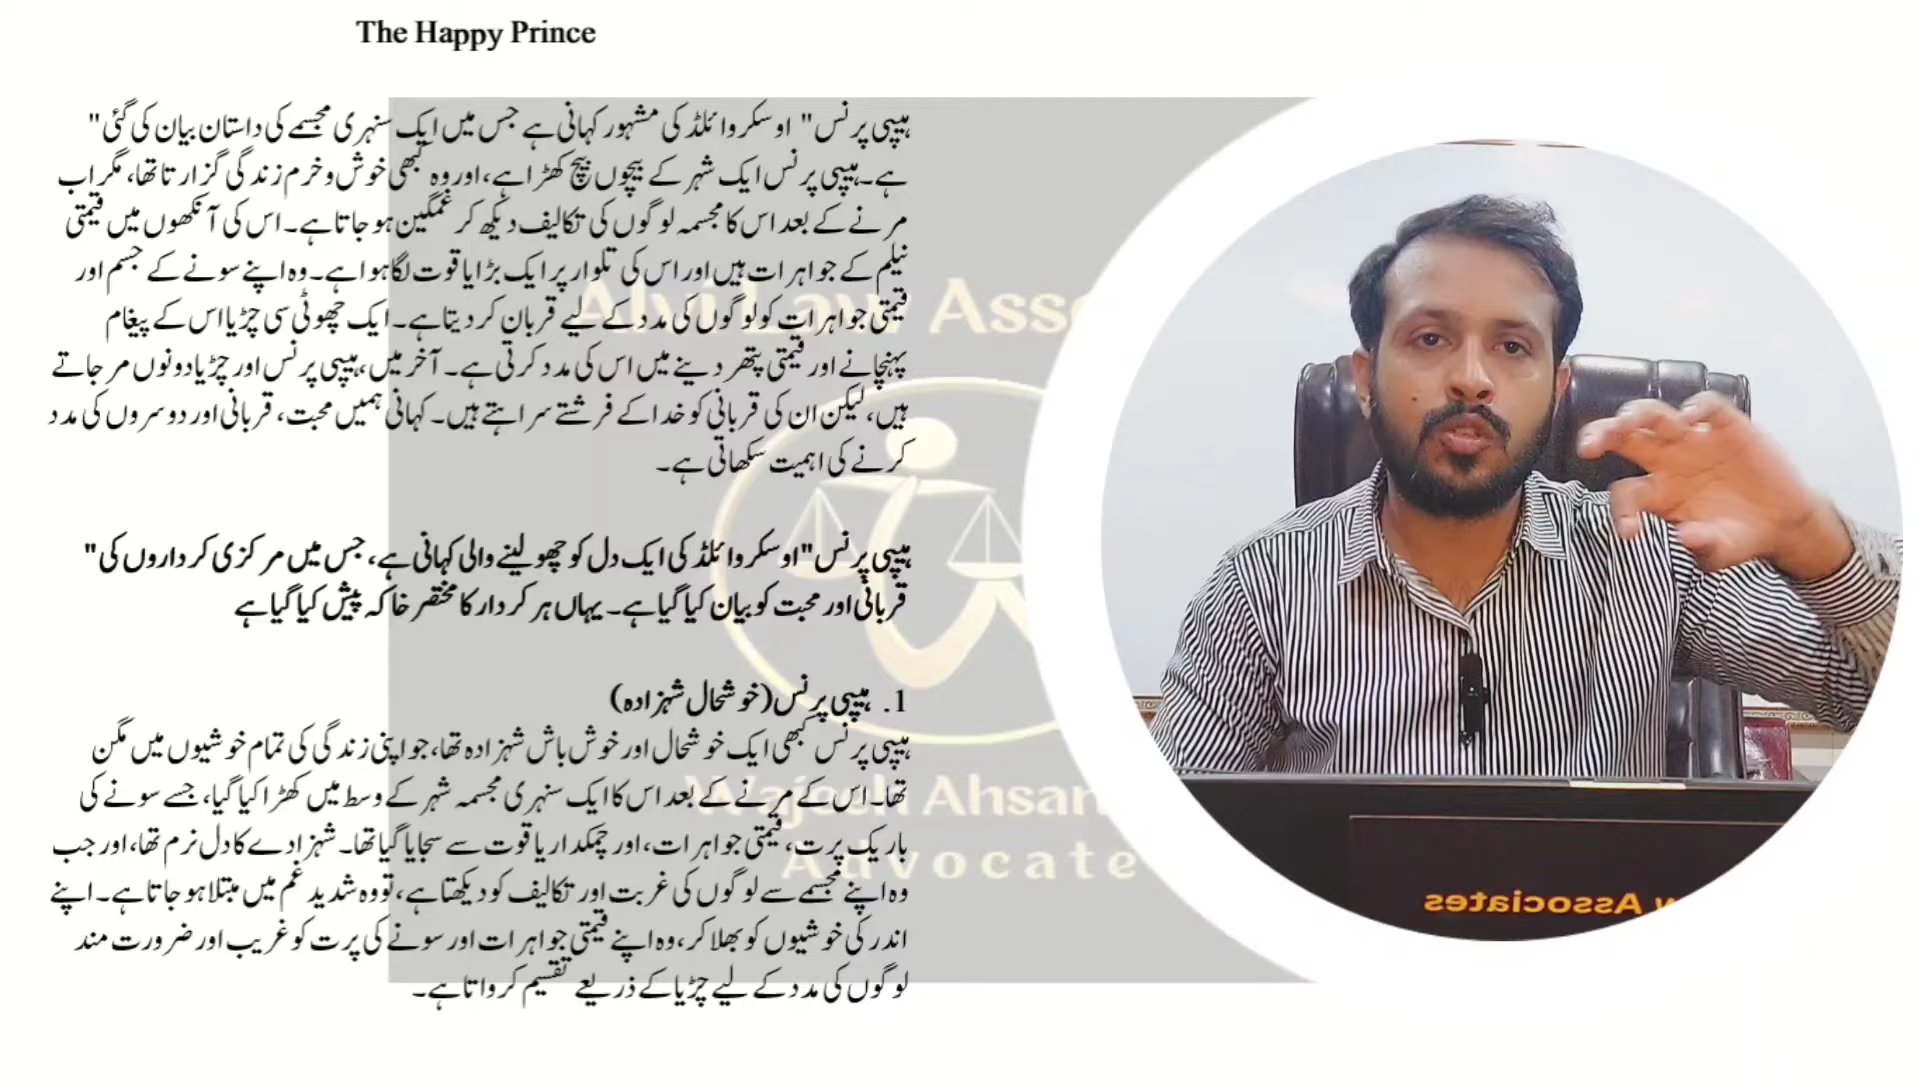 The Happy Prince
ہیپی پرنس" اوسکر وائلڈ کی مشہور کہانی ہے جس میں ایک سنہری مجسمے کی داستان بیان کی گئی"
ہے۔ ہیپی پرنس ایک شہر کے بیچوں بیچ کھڑا ہے، اور وہ کبھی خوش و خرم زندگی گزارتا تھا، مگر اب
مرنے کے بعد اس کا مجسمہ لوگوں کی تکالیف دیکھ کر غمگین ہو جاتا ہے۔ اس کی آنکھوں میں قیمتی
نیلم کے جواہرات ہیں اور اس کی تلوار پر ایک بڑا یاقوت لگا ہوا ہے۔ وہ اپنے سونے کے جسم اور
قیمتی جواہرات کو لوگوں کی مدد کے لیے قربان کر دیتا ہے۔ ایک چھوٹی سی چڑیا اس کے پیغام
پہنچانے اور قیمتی پتھر دینے میں اس کی مدد کرتی ہے۔ آخر میں، ہیپی پرنس اور چڑیا دونوں مر جاتے
ہیں، لیکن ان کی قربانی کو خدا کے فرشتے سراہتے ہیں۔ کہانی ہمیں محبت، قربانی اور دوسروں کی مدد
کرنے کی اہمیت سکھاتی ہے۔
ہیپی پرنس" اوسکر وائلڈ کی ایک دل کو چھو لینے والی کہانی ہے، جس میں مرکزی کرداروں کی"
قربانی اور محبت کو بیان کیا گیا ہے۔ یہاں ہر کردار کا مختصر خاکہ پیش کیا گیا ہے
1. ہیپی پرنس (خوشحال شہزادہ)
ہیپی پرنس کبھی ایک خوشحال اور خوش باش شہزادہ تھا، جو اپنی زندگی کی تمام خوشیوں میں مگن
تھا۔ اس کے مرنے کے بعد اس کا ایک سنہری مجسمہ شہر کے وسط میں کھڑا کیا گیا، جسے سونے کی
باریک پرت، قیمتی جواہرات، اور چمکدار یاقوت سے سجایا گیا تھا۔ شہزادے کا دل نرم تھا، اور جب
وہ اپنے مجسمے سے لوگوں کی غربت اور تکالیف کو دیکھتا ہے، تو وہ شدید غم میں مبتلا ہو جاتا ہے۔ اپنے
اندر کی خوشیوں کو بھلا کر، وہ اپنے قیمتی جواہرات اور سونے کی پرت کو غریب اور ضرورت مند
لوگوں کی مدد کے لیے چڑیا کے ذریعے تقسیم کرواتا ہے۔
Alvi Law Asso
Wajeeh Ahsan
Advocate
w Associates